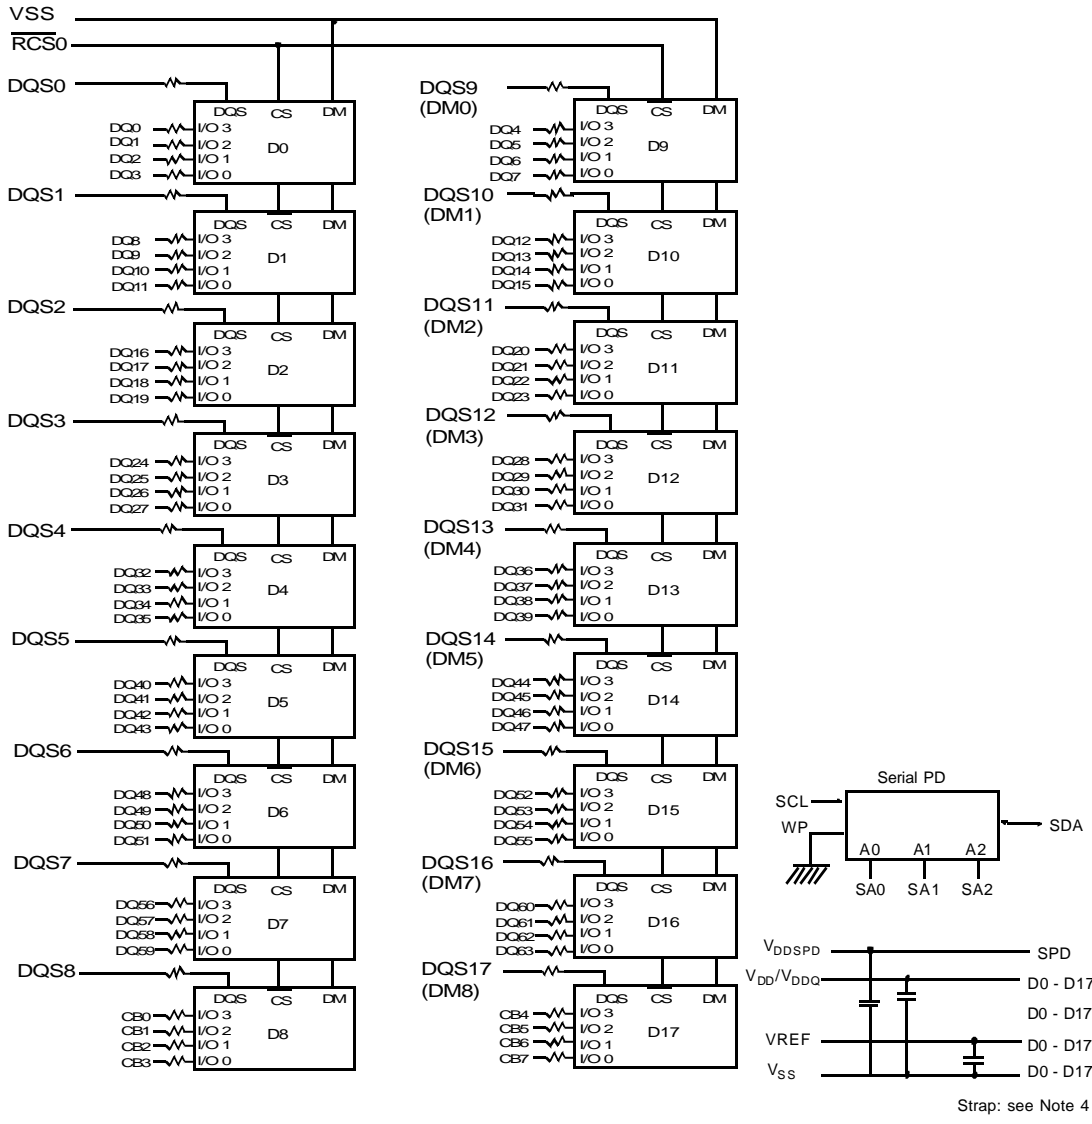 VSS
RCS0
DQS0
DQS CS DM
DQ0 I/O 3
DQ1 I/O 2
DQ2 I/O 1
DQ3 I/O 0
D0
DQS1
DQS CS DM
DQ8 I/O 3
DQ9 I/O 2
DQ10 I/O 1
DQ11 I/O 0
D1
DQS2
DQS CS DM
DQ16 I/O 3
DQ17 I/O 2
DQ18 I/O 1
DQ19 I/O 0
D2
DQS3
DQS CS DM
DQ24 I/O 3
DQ25 I/O 2
DQ26 I/O 1
DQ27 I/O 0
D3
DQS4
DQS CS DM
DQ32 I/O 3
DQ33 I/O 2
DQ34 I/O 1
DQ35 I/O 0
D4
DQS5
DQS CS DM
DQ40 I/O 3
DQ41 I/O 2
DQ42 I/O 1
DQ43 I/O 0
D5
DQS6
DQS CS DM
DQ48 I/O 3
DQ49 I/O 2
DQ50 I/O 1
DQ51 I/O 0
D6
DQS7
DQS CS DM
DQ56 I/O 3
DQ57 I/O 2
DQ58 I/O 1
DQ59 I/O 0
D7
DQS8
DQS CS DM
CB0 I/O 3
CB1 I/O 2
CB2 I/O 1
CB3 I/O 0
D8
DQS9
(DM0)
DQS CS DM
DQ4 I/O 3
DQ5 I/O 2
DQ6 I/O 1
DQ7 I/O 0
D9
DQS10
(DM1)
DQS CS DM
DQ12 I/O 3
DQ13 I/O 2
DQ14 I/O 1
DQ15 I/O 0
D10
DQS11
(DM2)
DQS CS DM
DQ20 I/O 3
DQ21 I/O 2
DQ22 I/O 1
DQ23 I/O 0
D11
DQS12
(DM3)
DQS CS DM
DQ28 I/O 3
DQ29 I/O 2
DQ30 I/O 1
DQ31 I/O 0
D12
DQS13
(DM4)
DQS CS DM
DQ36 I/O 3
DQ37 I/O 2
DQ38 I/O 1
DQ39 I/O 0
D13
DQS14
(DM5)
DQS CS DM
DQ44 I/O 3
DQ45 I/O 2
DQ46 I/O 1
DQ47 I/O 0
D14
DQS15
(DM6)
DQS CS DM
DQ52 I/O 3
DQ53 I/O 2
DQ54 I/O 1
DQ55 I/O 0
D15
DQS16
(DM7)
DQS CS DM
DQ60 I/O 3
DQ61 I/O 2
DQ62 I/O 1
DQ63 I/O 0
D16
DQS17
(DM8)
DQS CS DM
CB4 I/O 3
CB5 I/O 2
CB6 I/O 1
CB7 I/O 0
D17
Serial PD
SCL
WP
SDA
A0 A1 A2
SA0 SA1 SA2
VDDSPD SPD
VDD/VDDQ D0 - D17
D0 - D17
VREF D0 - D17
VSS D0 - D17
Strap: see Note 4